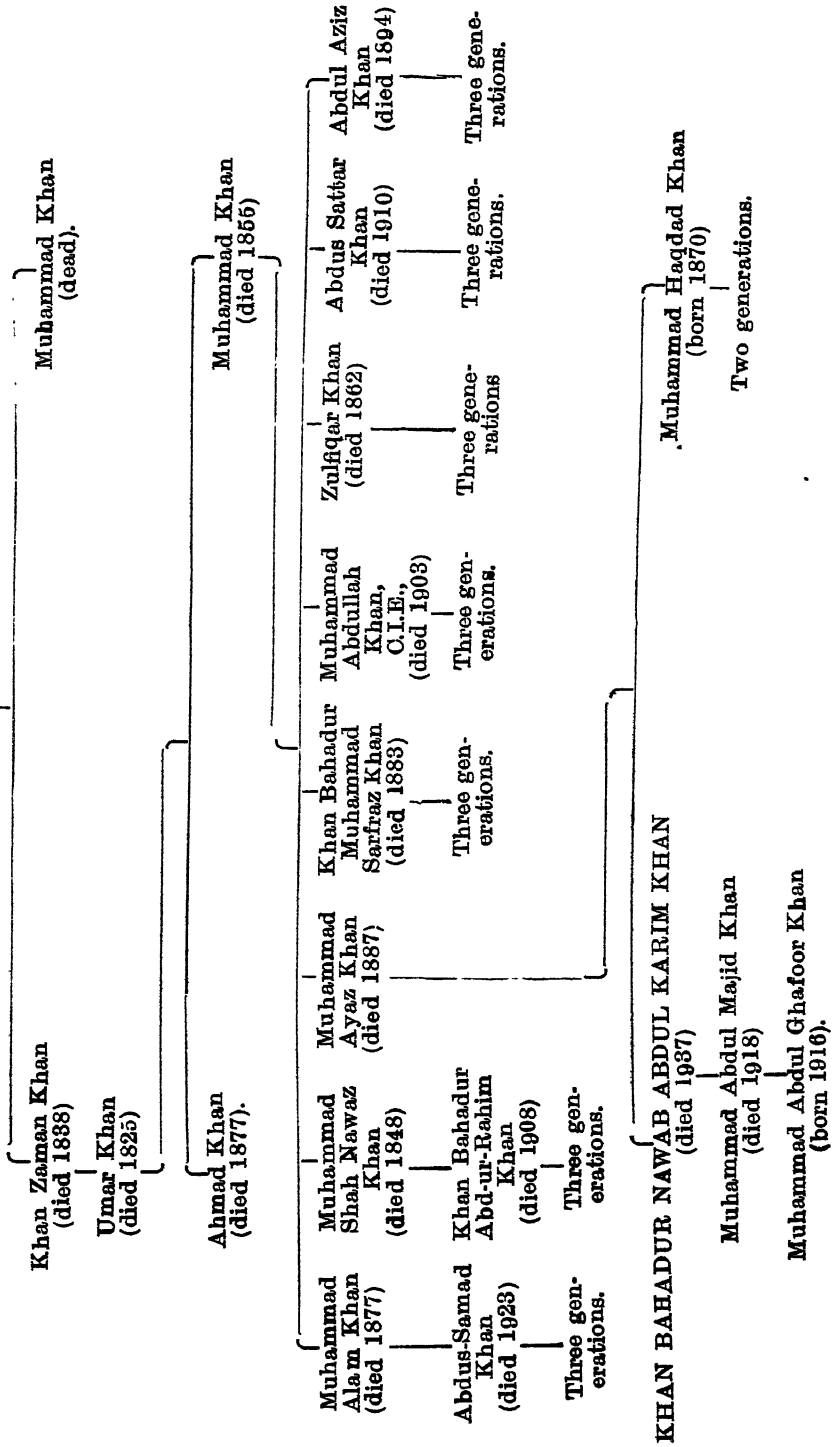 Khan Zaman Khan
(died 1838)
Muhammad Khan
(dead).
Umar Khan
(died 1825)
Ahmad Khan
(died 1877).
Muhammad Khan
(died 1855)
Muhammad
Alam Khan
(died 1877)
Muhammad
Shah Nawaz
Khan
(died 1848)
Muhammad
Ayaz Khan
(died 1887)
Khan Bahadur
Muhammad
Sarfraz Khan
(died 1883)
Muhammad
Abdullah
Khan,
C.I.E.,
(died 1903)
Zulfiqar Khan
(died 1862)
Abdus Sattar
Khan
(died 1910)
Abdul Aziz
Khan
(died 1894)
Abdus-Samad
Khan
(died 1923)
Khan Bahadur
Abd-ur-Rahim
Khan
(died 1908)
Three gen-
erations.
Three gen-
erations.
Three gene-
rations
Three gene-
rations.
Three gene-
rations.
Three gen-
erations.
Three gen-
erations.
KHAN BAHADUR NAWAB ABDUL KARIM KHAN
(died 1937)
Muhammad Haqdad Khan
(born 1870)
Muhammad Abdul Majid Khan
(died 1918)
Two generations.
Muhammad Abdul Ghafoor Khan
(born 1916).